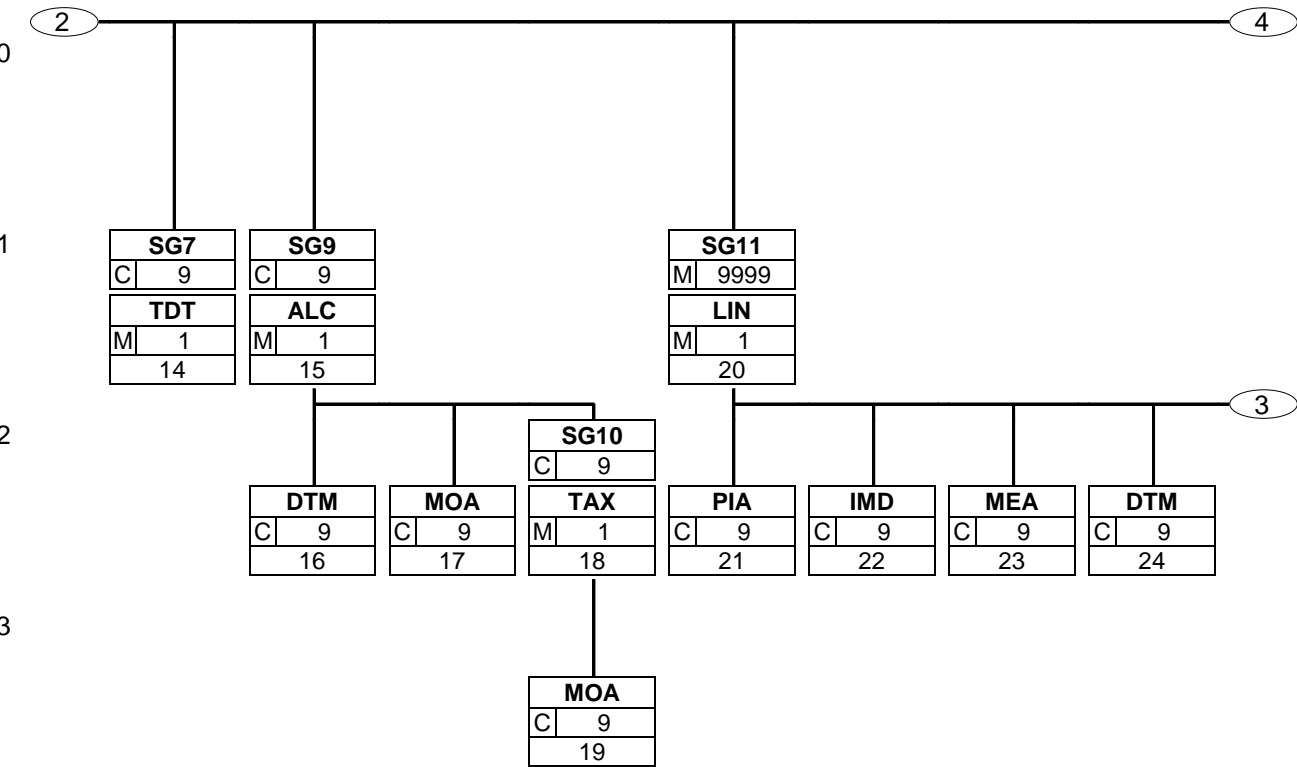 2 4
0
1
SG7 SG9 SG11
C 9 C 9 M 9999
TDT ALC LIN
M 1 M 1 M 1
14 15 20
3
2
SG10
C 9
DTM MOA TAX PIA IMD MEA DTM
C 9 C 9 M 1 C 9 C 9 C 9 C 9
16 17 18 21 22 23 24
3
MOA
C 9
19